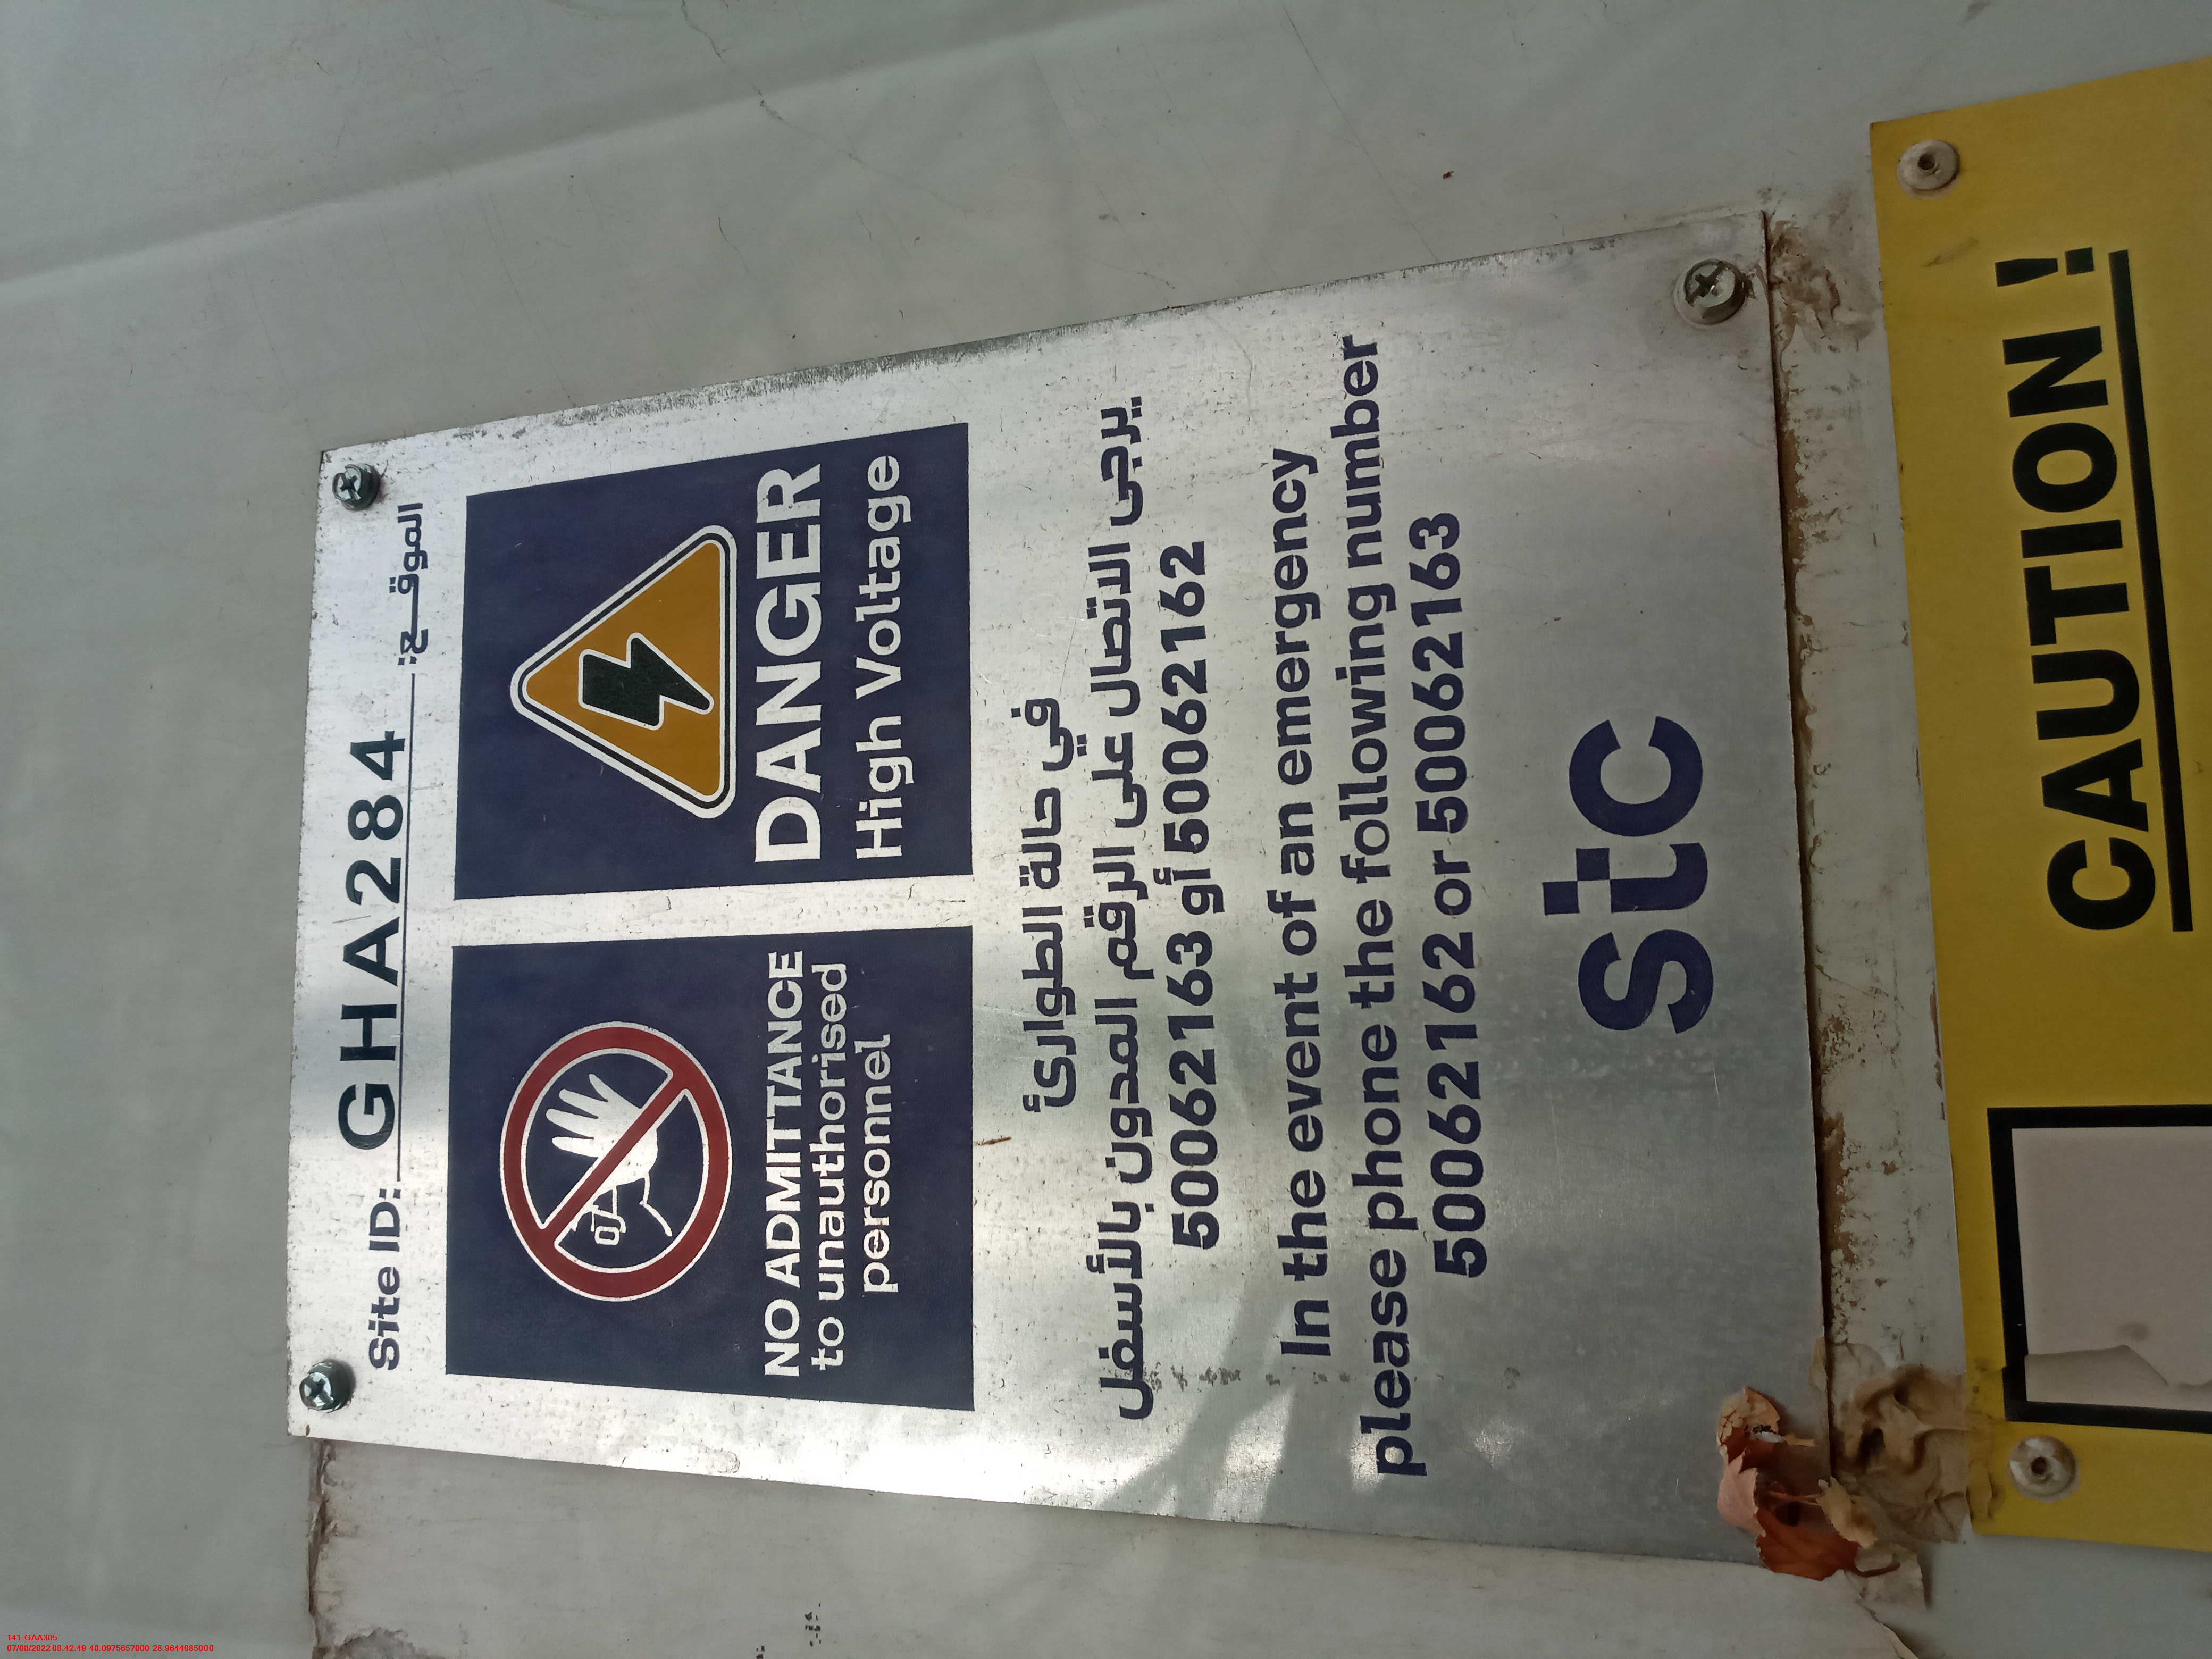 Site ID: GHA284 الموقع:
NO ADMITTANCE
to unauthorised
personnel
DANGER
High Voltage
في حالة الطوارئ
يرجى الاتصال على الرقم المدون بالأسفل
50062163 أو 50062162
In the event of an emergency
please phone the following number
50062162 or 50062163
stc
CAUTION !
141-GAA305
07/08/2022 08:42:49 48.0975657000 28.9644085000